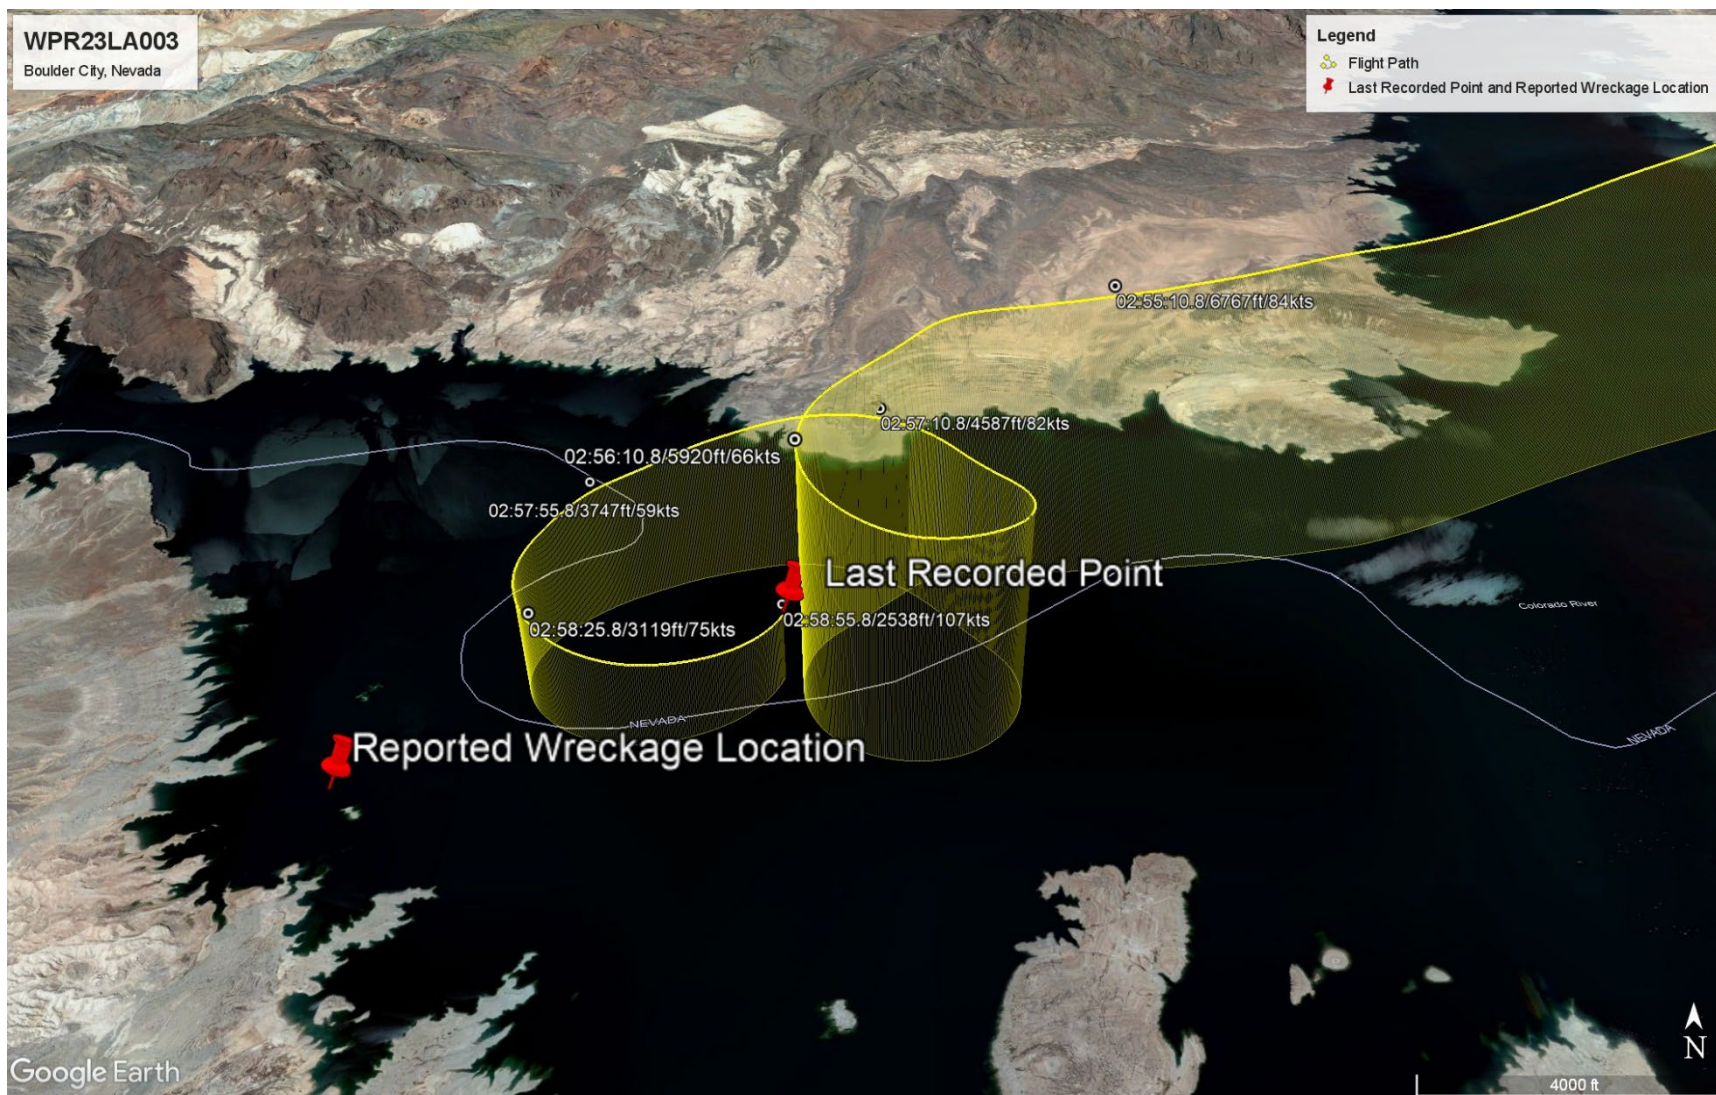 WPR23LA003
Boulder City, Nevada
Legend
Flight Path
Last Recorded Point and Reported Wreckage Location
02:55:10.8/6767ft/84kts
02:57:10.8/4587ft/82kts
02:56:10.8/5920ft/66kts
02:57:55.8/3747ft/59kts
Last Recorded Point
Colorado River
02:58:55.8/2538ft/107kts
02:58:25.8/3119ft/75kts
NEVADA
NEVADA
Reported Wreckage Location
N
Google Earth
4000 ft